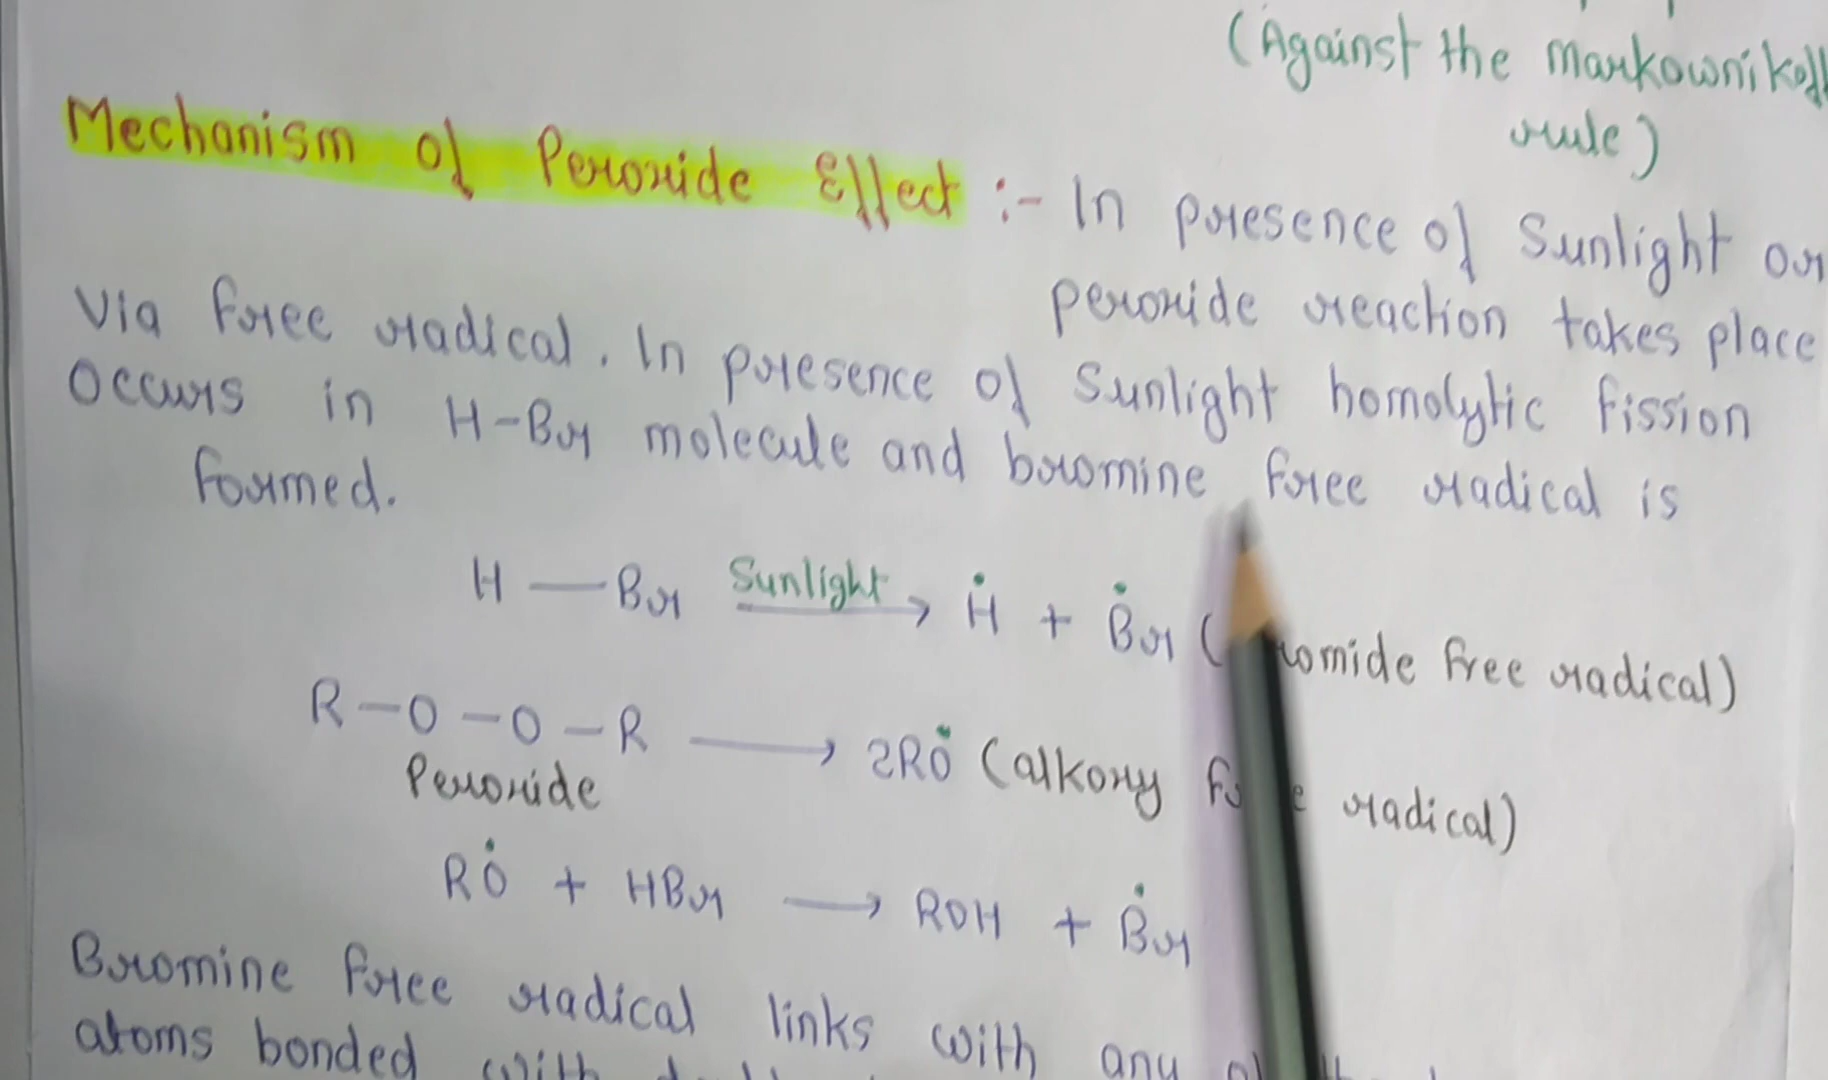 (Against the Markownikoff
rule)
Mechanism of Peroxide Effect :- In presence of Sunlight or
peroxide reaction takes place
Via free radical. In presence of Sunlight homolytic fission
Occurs in H-Br molecule and bromine free radical is
formed.
H — Br Sunlight → Ḣ + Ḃr ( omide free radical)
R — O — O — R ⟶ 2RȮ (alkoxy radical)
Peroxide
RȮ + HBr ⟶ ROH + Ḃr
Bromine free radical links with any
atoms bonded with